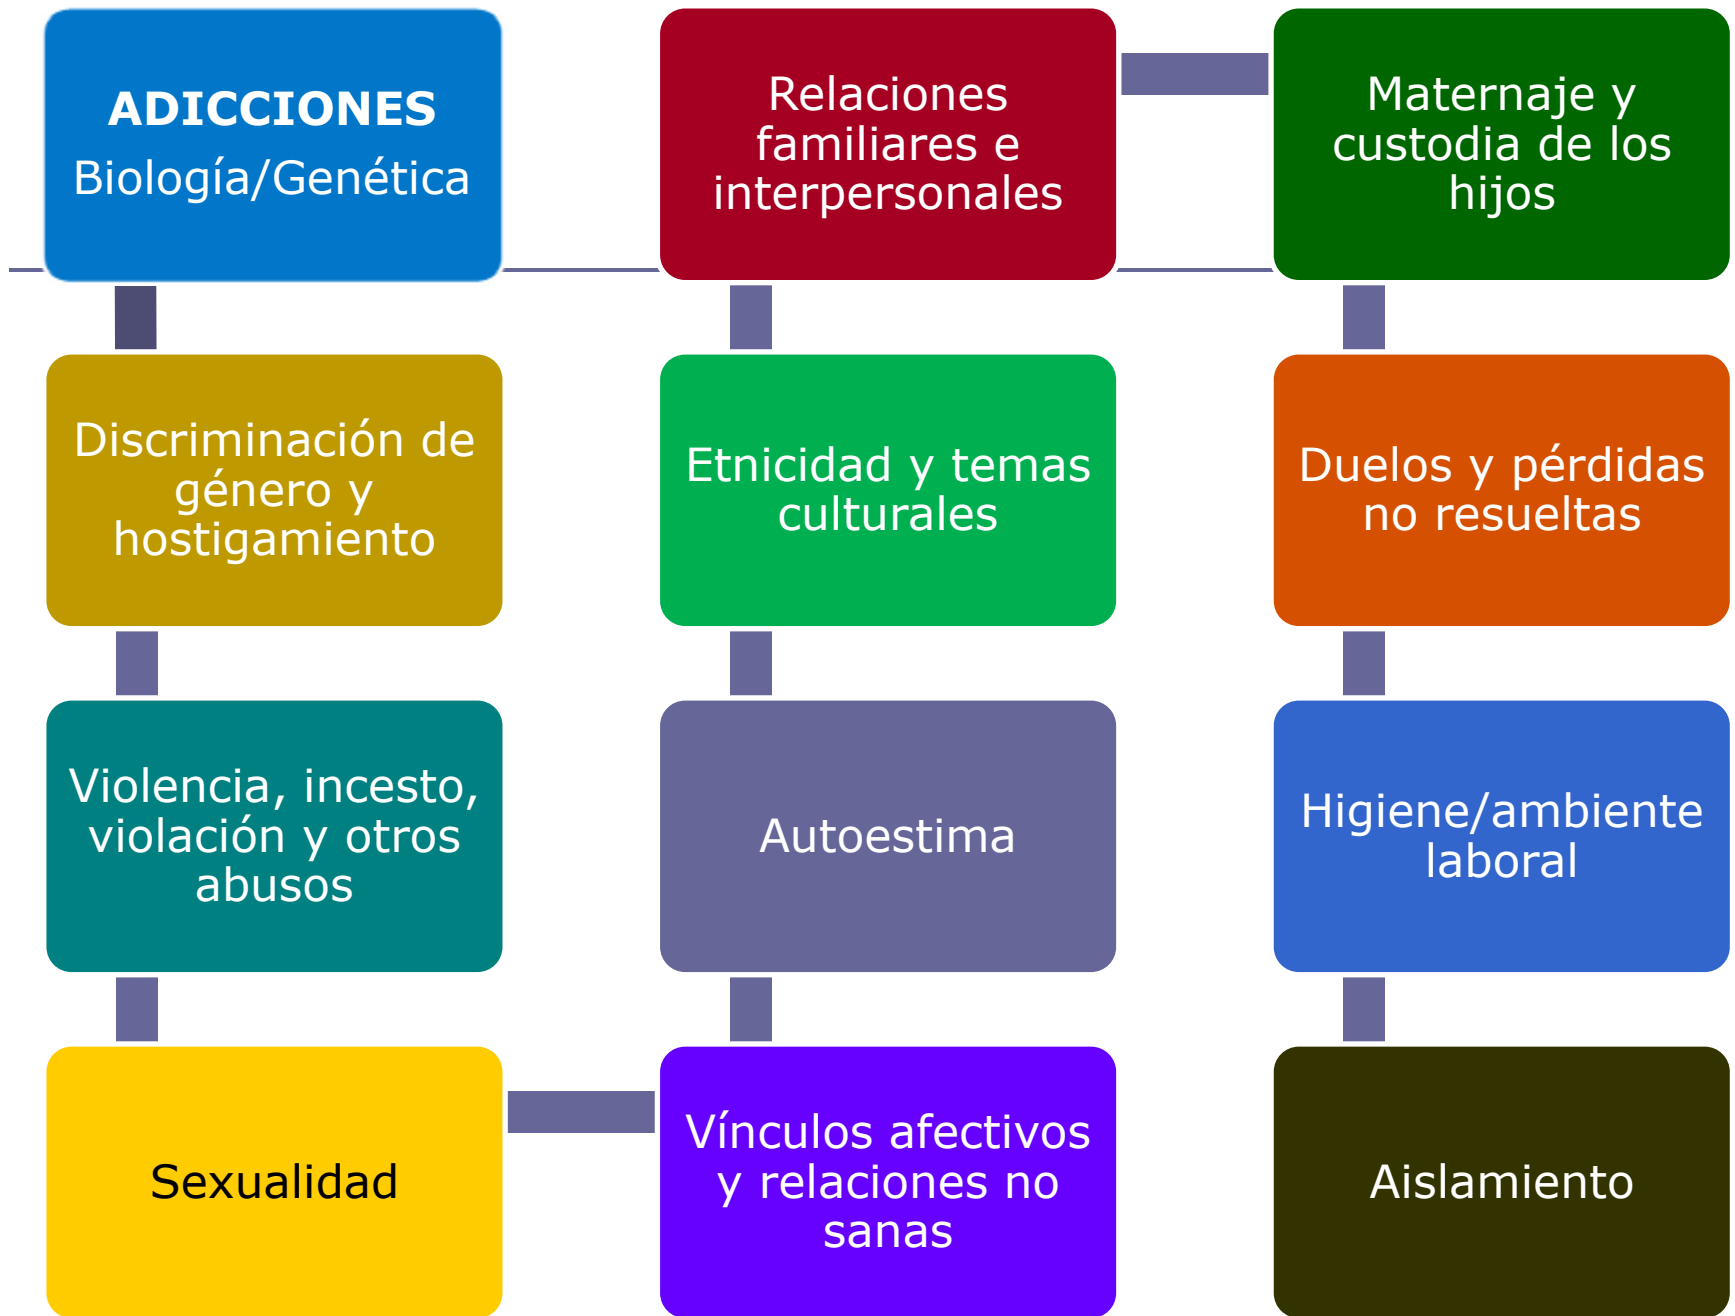 ADICCIONES
Biología/Genética
Discriminación de
género y
hostigamiento
Violencia, incesto,
violación y otros
abusos
Sexualidad
Vínculos afectivos
y relaciones no
sanas
Autoestima
Etnicidad y temas
culturales
Relaciones
familiares e
interpersonales
Maternaje y
custodia de los
hijos
Duelos y pérdidas
no resueltas
Higiene/ambiente
laboral
Aislamiento